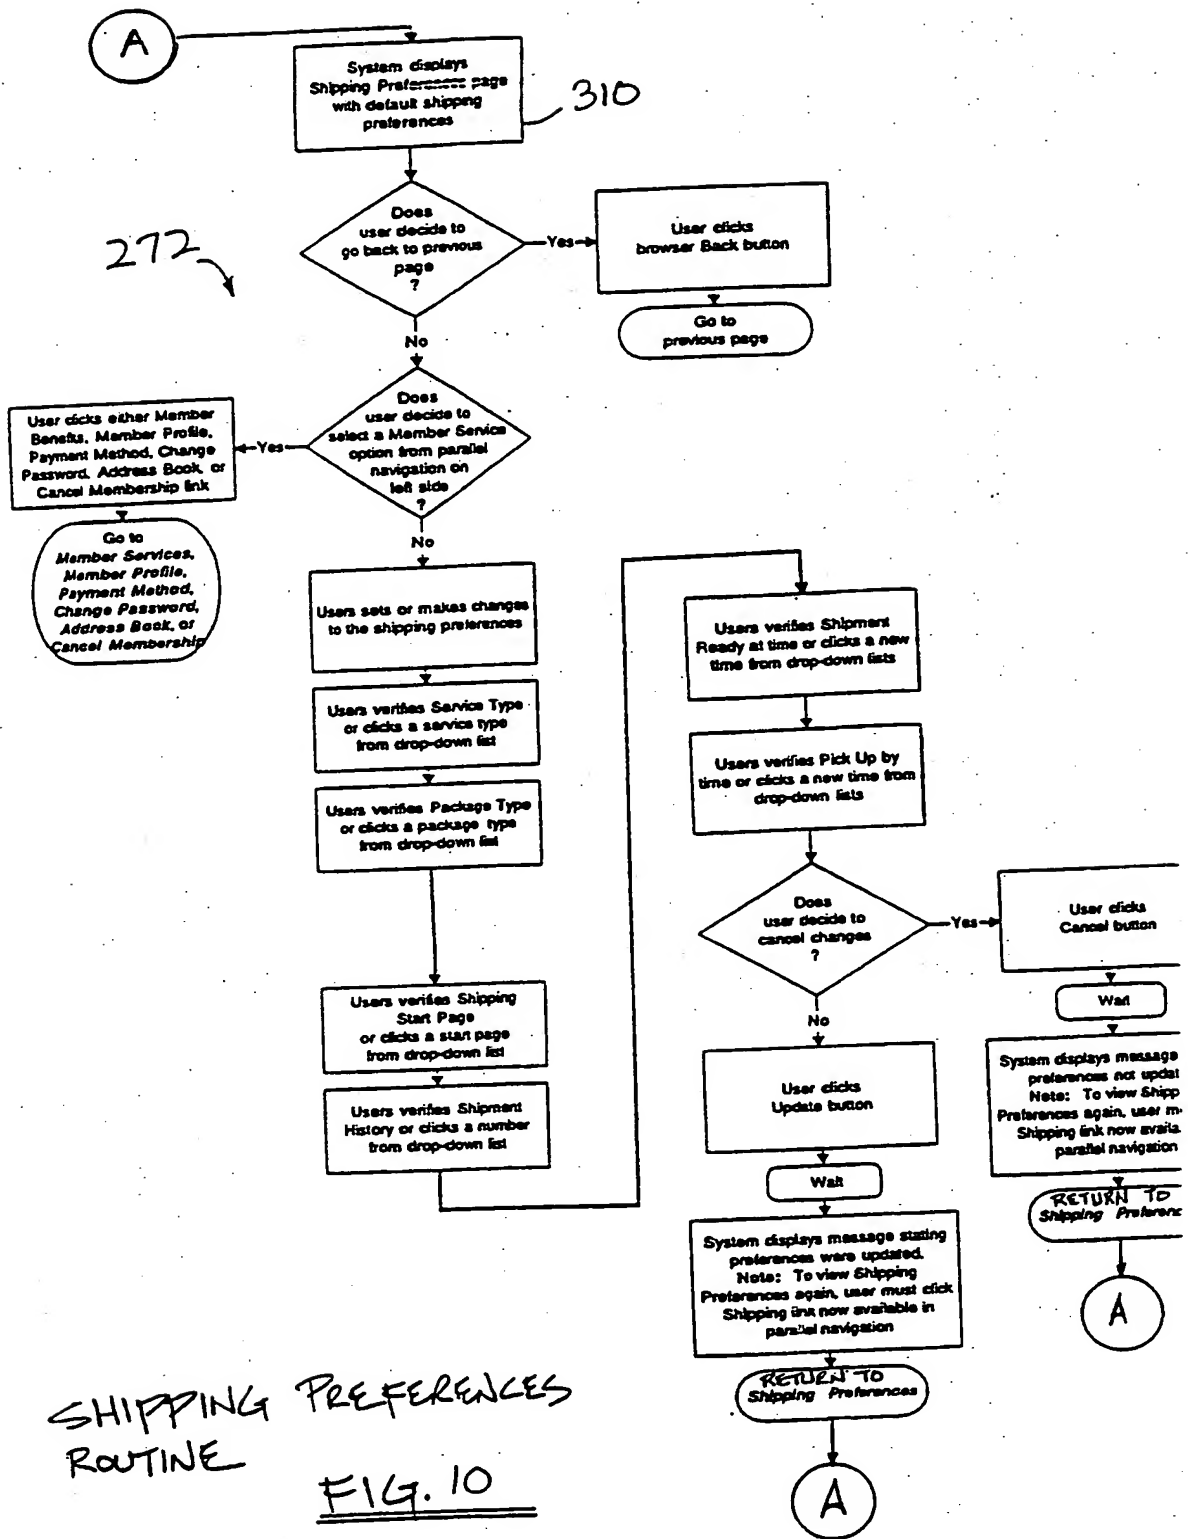 A
System displays
Shipping Preferences page
with default shipping
preferences
310
272
Does
user decide to
go back to previous
page
?
Yes
User clicks
browser Back button
Go to
previous page
No
Does
user decide to
select a Member Service
option from parallel
navigation on
left side
?
Yes
User clicks either Member
Benefits, Member Profile,
Payment Method, Change
Password, Address Book, or
Cancel Membership link
Go to
Member Services,
Member Profile,
Payment Method,
Change Password,
Address Book, or
Cancel Membership
No
Users sets or makes changes
to the shipping preferences
Users verifies Service Type
or clicks a service type
from drop-down list
Users verifies Package Type
or clicks a package type
from drop-down list
Users verifies Shipping
Start Page
or clicks a start page
from drop-down list
Users verifies Shipment
History or clicks a number
from drop-down list
Users verifies Shipment
Ready at time or clicks a new
time from drop-down lists
Users verifies Pick Up by
time or clicks a new time from
drop-down lists
Does
user decide to
cancel changes
?
Yes
User clicks
Cancel button
Wait
System displays message
preferences not updat
Note: To view Shipp
Preferences again, user m
Shipping link now availa
parallel navigation
RETURN TO
Shipping Preferenc
A
No
User clicks
Update button
Wait
System displays message stating
preferences were updated.
Note: To view Shipping
Preferences again, user must click
Shipping link now available in
parallel navigation
RETURN TO
Shipping Preferences
A
SHIPPING PREFERENCES
ROUTINE
FIG. 10